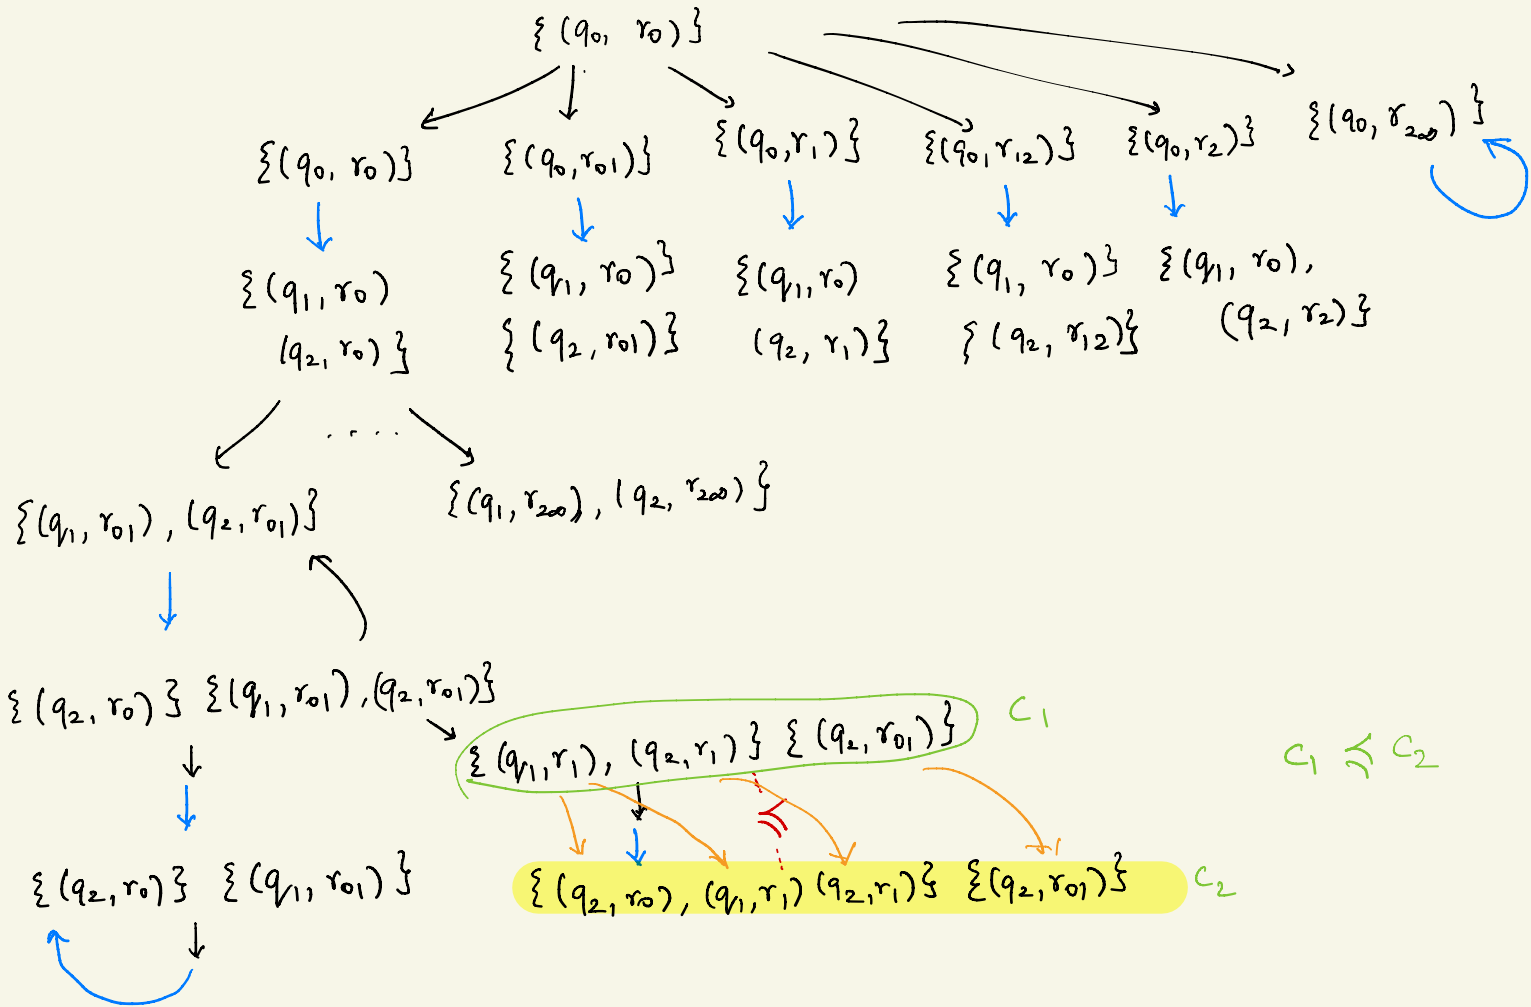 {(q₀, r₀)}
{(q₀, r₀)} {(q₀, r₀₁)} {(q₀, r₁)} {(q₀, r₁₂)} {(q₀, r₂)} {(q₀, r₂∞)}
{(q₁, r₀) {(q₁, r₀)} {(q₁, r₀) {(q₁, r₀)} {(q₁, r₀),
(q₂, r₀)} {(q₂, r₀₁)} (q₂, r₁)} {(q₂, r₁₂)} (q₂, r₂)}
....
{(q₁, r₀₁), (q₂, r₀₁)} {(q₁, r₂∞), (q₂, r₂∞)}
{(q₂, r₀)} {(q₁, r₀₁), (q₂, r₀₁)}
{(q₁, r₁), (q₂, r₁)} {(q₂, r₀₁)} C₁
C₁ ≼ C₂
≼
{(q₂, r₀)} {(q₁, r₀₁)} {(q₂, r₀), (q₁, r₁) (q₂, r₁)} {(q₂, r₀₁)} C₂